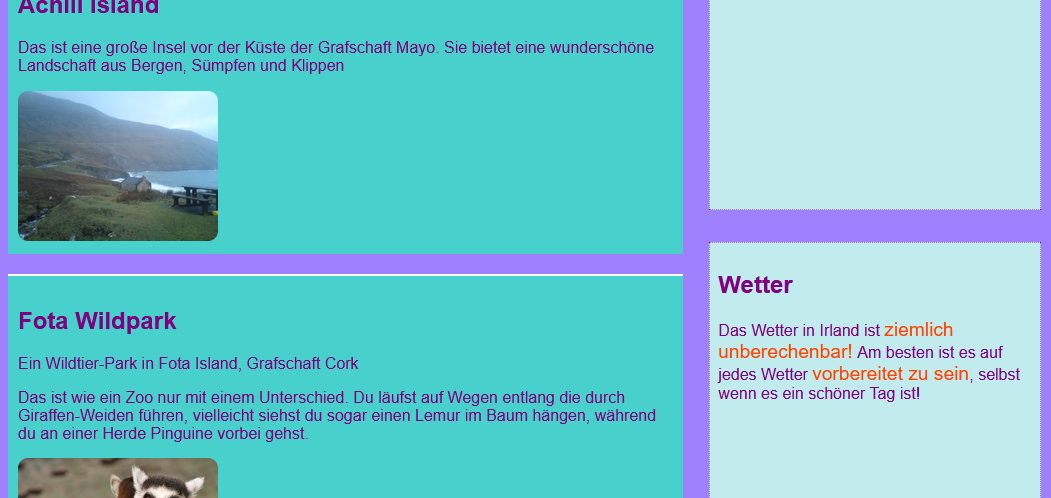 Achill Island
Das ist eine große Insel vor der Küste der Grafschaft Mayo. Sie bietet eine wunderschöne
Landschaft aus Bergen, Sümpfen und Klippen
Fota Wildpark
Ein Wildtier-Park in Fota Island, Grafschaft Cork
Das ist wie ein Zoo nur mit einem Unterschied. Du läufst auf Wegen entlang die durch
Giraffen-Weiden führen, vielleicht siehst du sogar einen Lemur im Baum hängen, während
du an einer Herde Pinguine vorbei gehst.
Wetter
Das Wetter in Irland ist ziemlich
unberechenbar! Am besten ist es auf
jedes Wetter vorbereitet zu sein, selbst
wenn es ein schöner Tag ist!